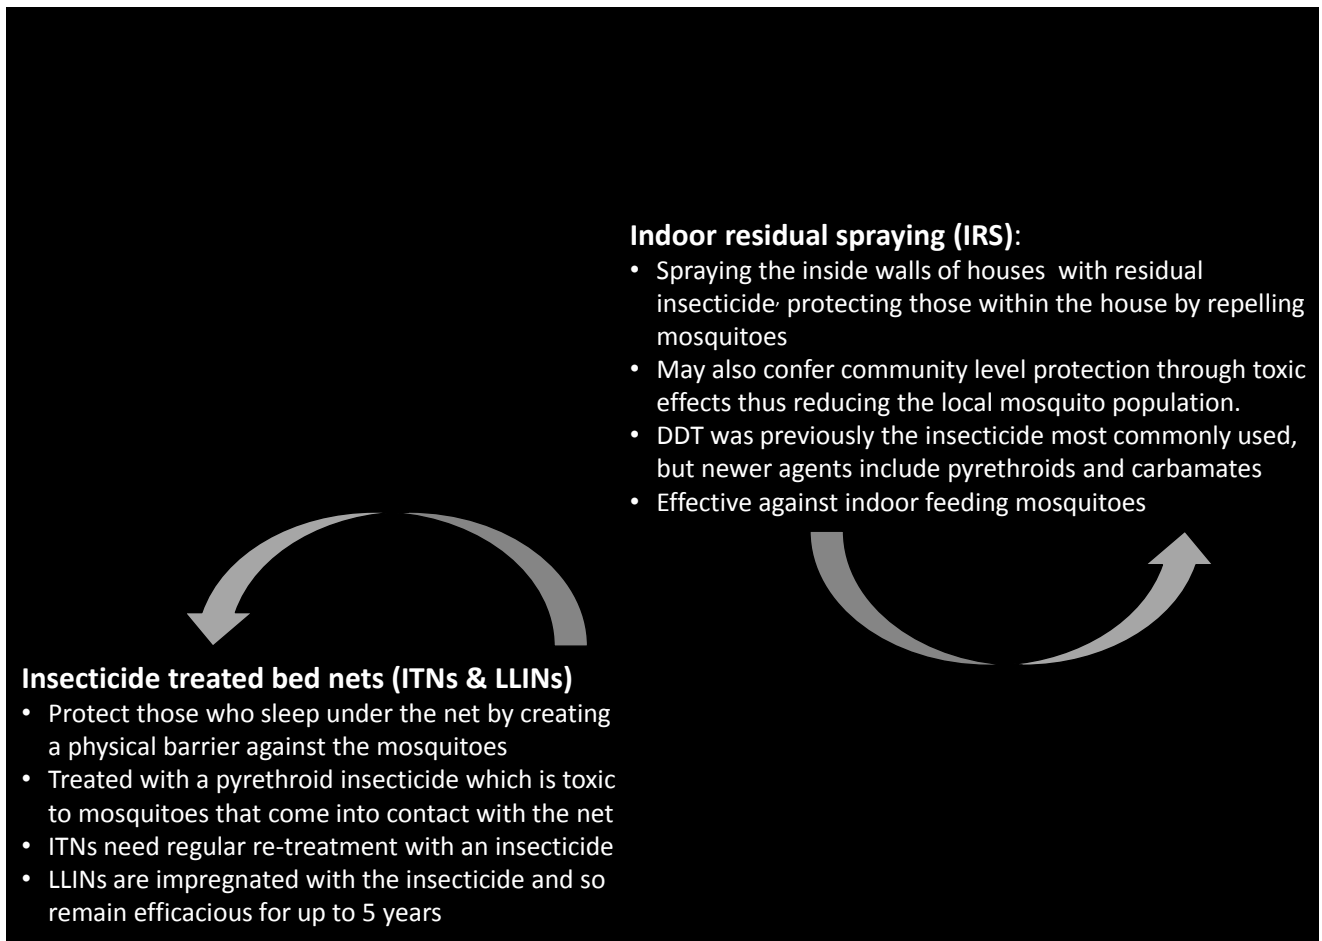 Indoor residual spraying (IRS):
• Spraying the inside walls of houses  with residual
insecticide, protecting those within the house by repelling
mosquitoes
• May also confer community level protection through toxic
effects thus reducing the local mosquito population.
• DDT was previously the insecticide most commonly used,
but newer agents include pyrethroids and carbamates
• Effective against indoor feeding mosquitoes
Insecticide treated bed nets (ITNs & LLINs)
• Protect those who sleep under the net by creating
a physical barrier against the mosquitoes
• Treated with a pyrethroid insecticide which is toxic
to mosquitoes that come into contact with the net
• ITNs need regular re-treatment with an insecticide
• LLINs are impregnated with the insecticide and so
remain efficacious for up to 5 years